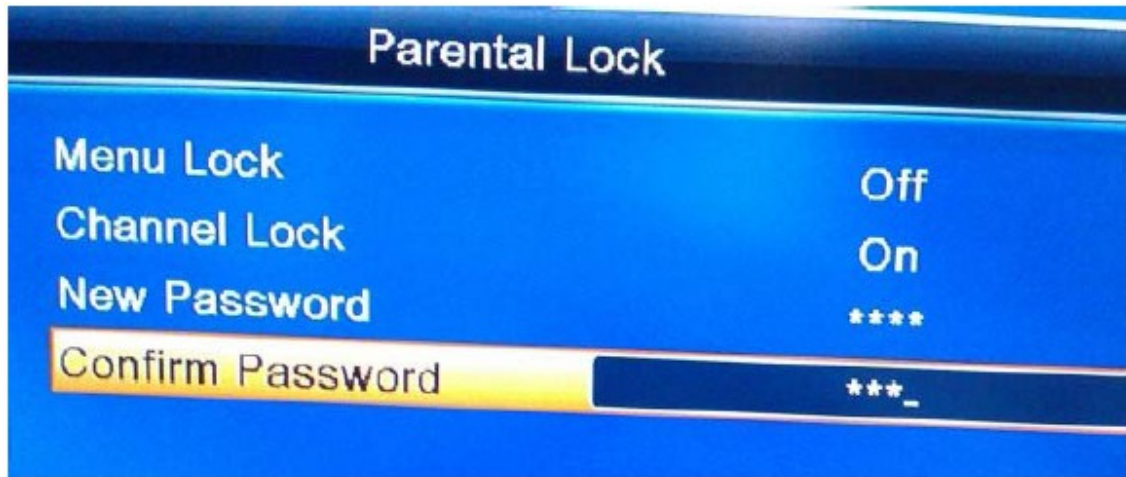 Parental Lock
Menu Lock Off
Channel Lock On
New Password ****
Confirm Password ***_